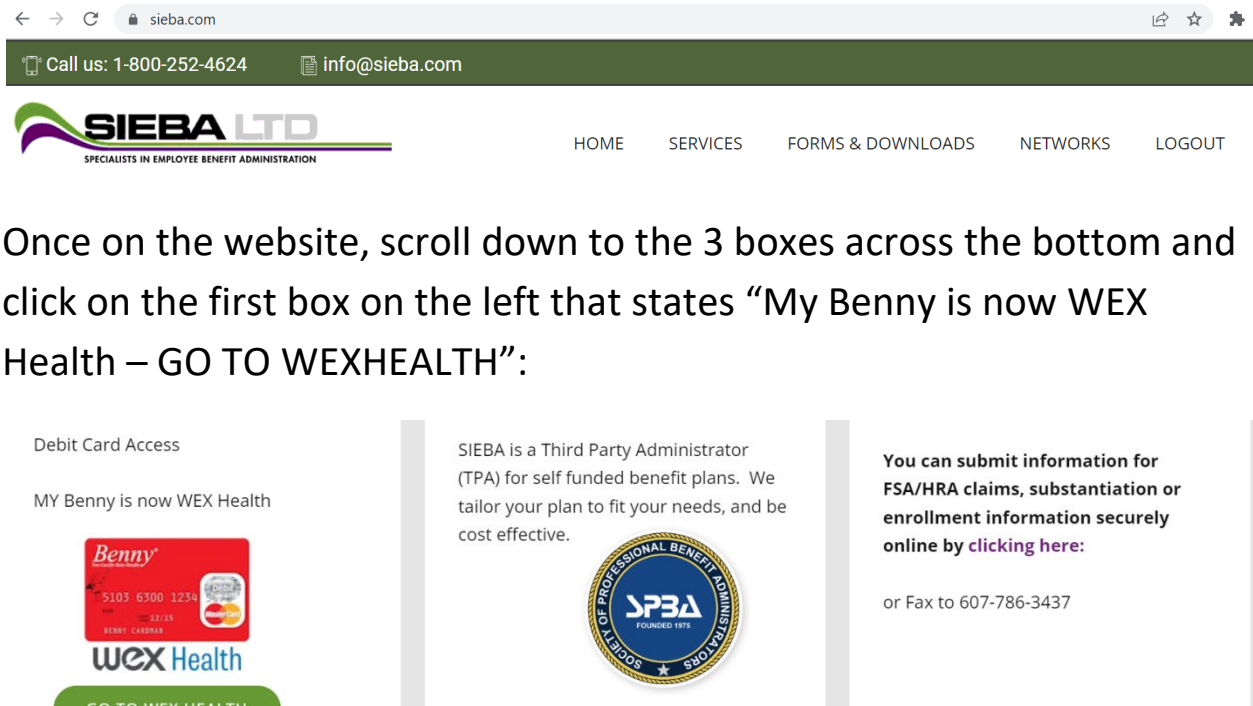 sieba.com
Call us: 1-800-252-4624 info@sieba.com
SIEBA LTD
SPECIALISTS IN EMPLOYEE BENEFIT ADMINISTRATION
HOME SERVICES FORMS & DOWNLOADS NETWORKS LOGOUT
Once on the website, scroll down to the 3 boxes across the bottom and
click on the first box on the left that states “My Benny is now WEX
Health – GO TO WEXHEALTH”:
Debit Card Access
MY Benny is now WEX Health
Benny
5103 6300 1234
12/15
BENNY CARDMAN
Debit
MasterCard
wex Health
GO TO WEX HEALTH
SIEBA is a Third Party Administrator
(TPA) for self funded benefit plans. We
tailor your plan to fit your needs, and be
cost effective.
SOCIETY OF PROFESSIONAL BENEFIT ADMINISTRATORS
SPBA
FOUNDED 1975
You can submit information for
FSA/HRA claims, substantiation or
enrollment information securely
online by clicking here:
or Fax to 607-786-3437